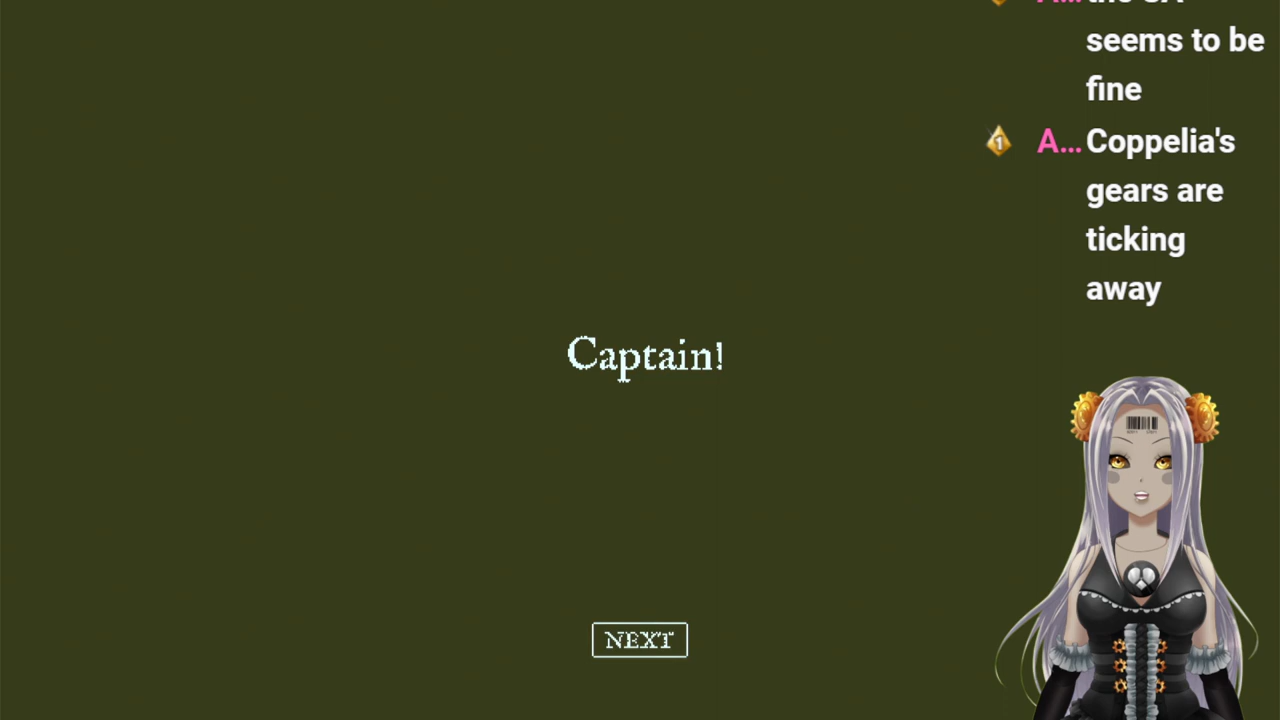 seems to be
fine
A... Coppelia's
gears are
ticking
away
Captain!
NEXT